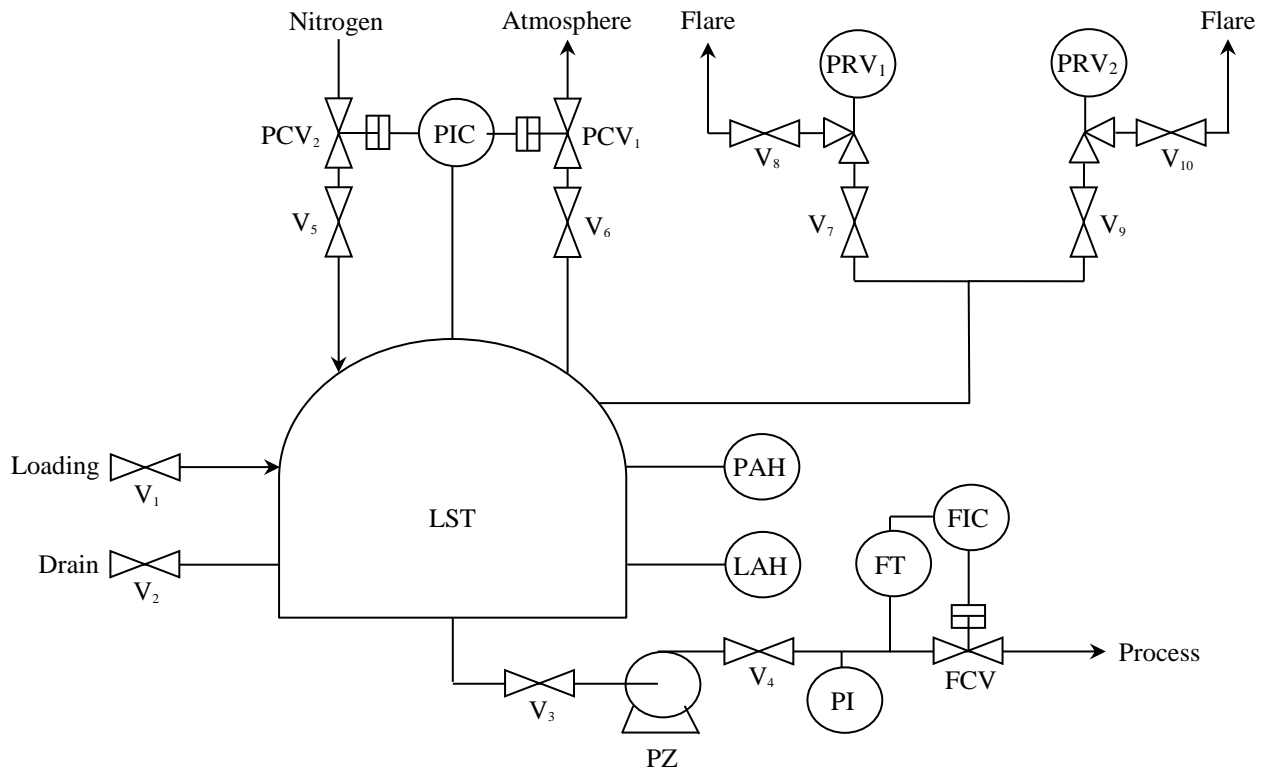 Nitrogen
Atmosphere
Flare
Flare
PRV₁
PRV₂
PCV₂
PIC
PCV₁
V₈
V₁₀
V₅
V₆
V₇
V₉
Loading
V₁
PAH
LST
FIC
Drain
V₂
LAH
FT
Process
V₃
V₄
PI
FCV
PZ